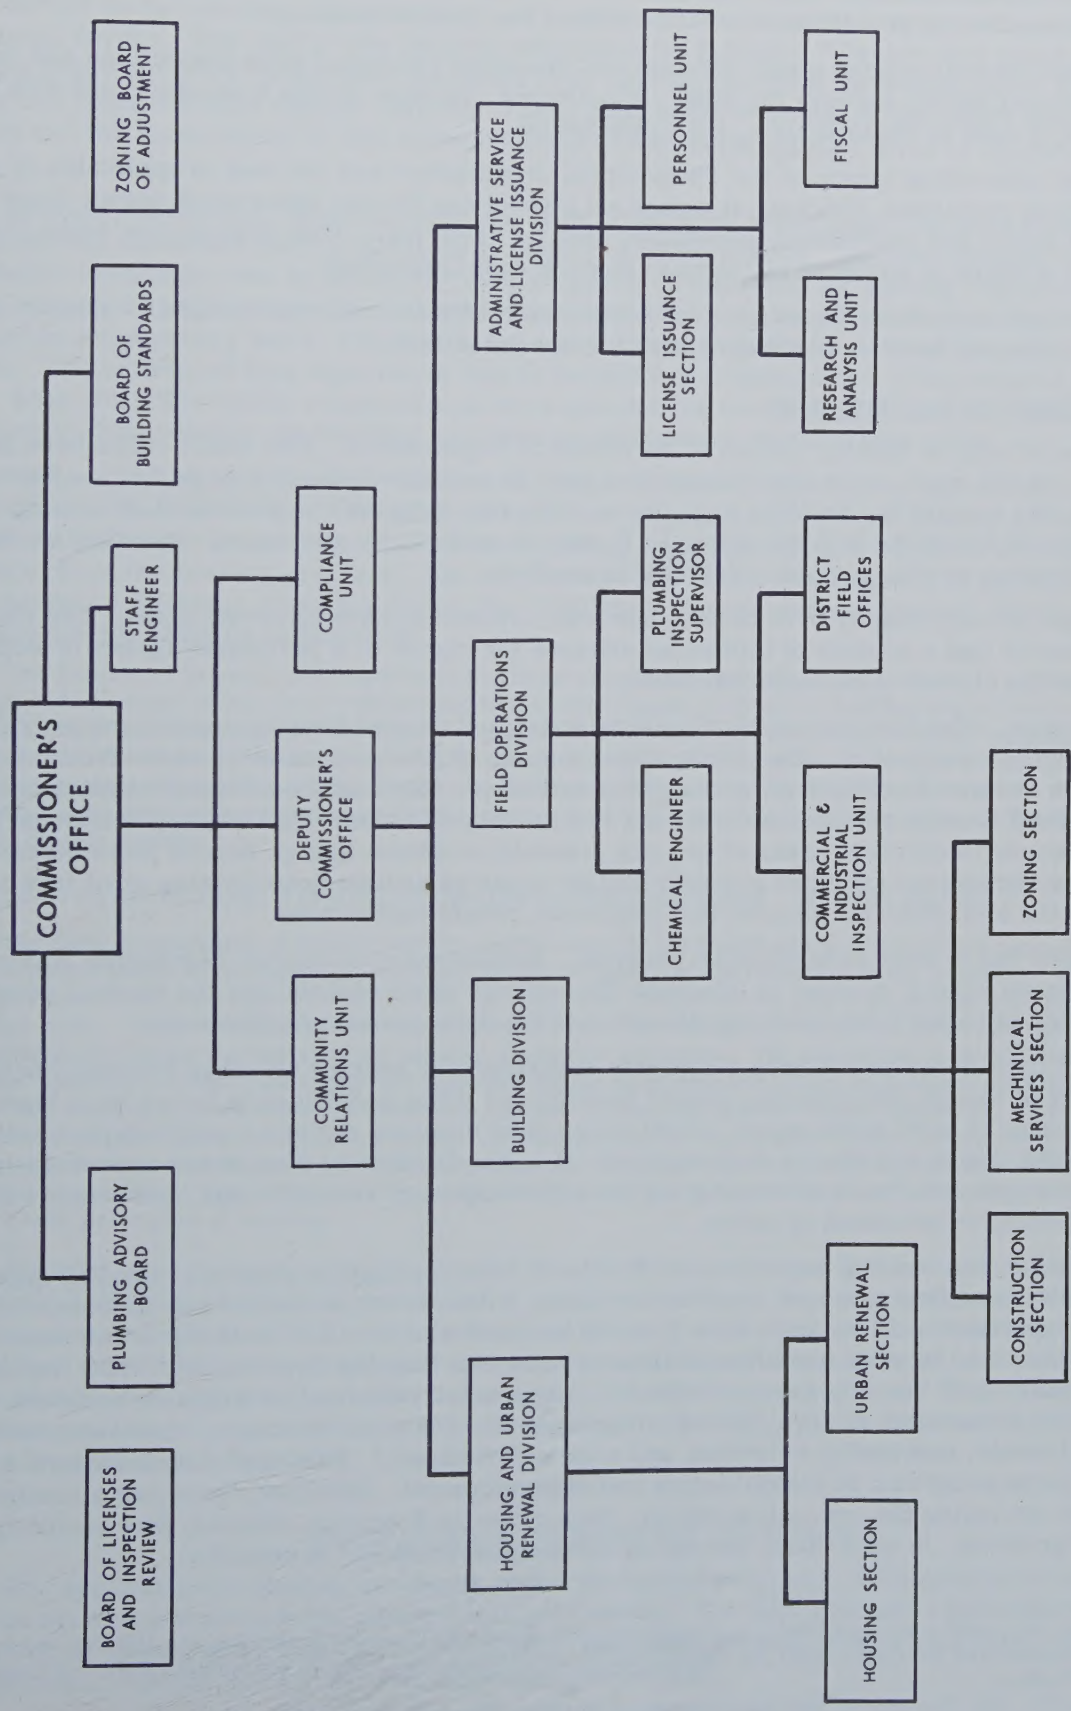 COMMISSIONER'S
OFFICE
BOARD OF LICENSES
AND INSPECTION
REVIEW
PLUMBING ADVISORY
BOARD
STAFF
ENGINEER
BOARD OF
BUILDING STANDARDS
ZONING BOARD
OF ADJUSTMENT
COMMUNITY
RELATIONS UNIT
DEPUTY
COMMISSIONER'S
OFFICE
COMPLIANCE
UNIT
HOUSING AND URBAN
RENEWAL DIVISION
BUILDING DIVISION
FIELD OPERATIONS
DIVISION
ADMINISTRATIVE SERVICE
AND LICENSE ISSUANCE
DIVISION
CHEMICAL ENGINEER
PLUMBING
INSPECTION
SUPERVISOR
LICENSE ISSUANCE
SECTION
PERSONNEL UNIT
HOUSING SECTION
URBAN RENEWAL
SECTION
COMMERCIAL &
INDUSTRIAL
INSPECTION UNIT
DISTRICT
FIELD
OFFICES
RESEARCH AND
ANALYSIS UNIT
FISCAL UNIT
CONSTRUCTION
SECTION
MECHINICAL
SERVICES SECTION
ZONING SECTION